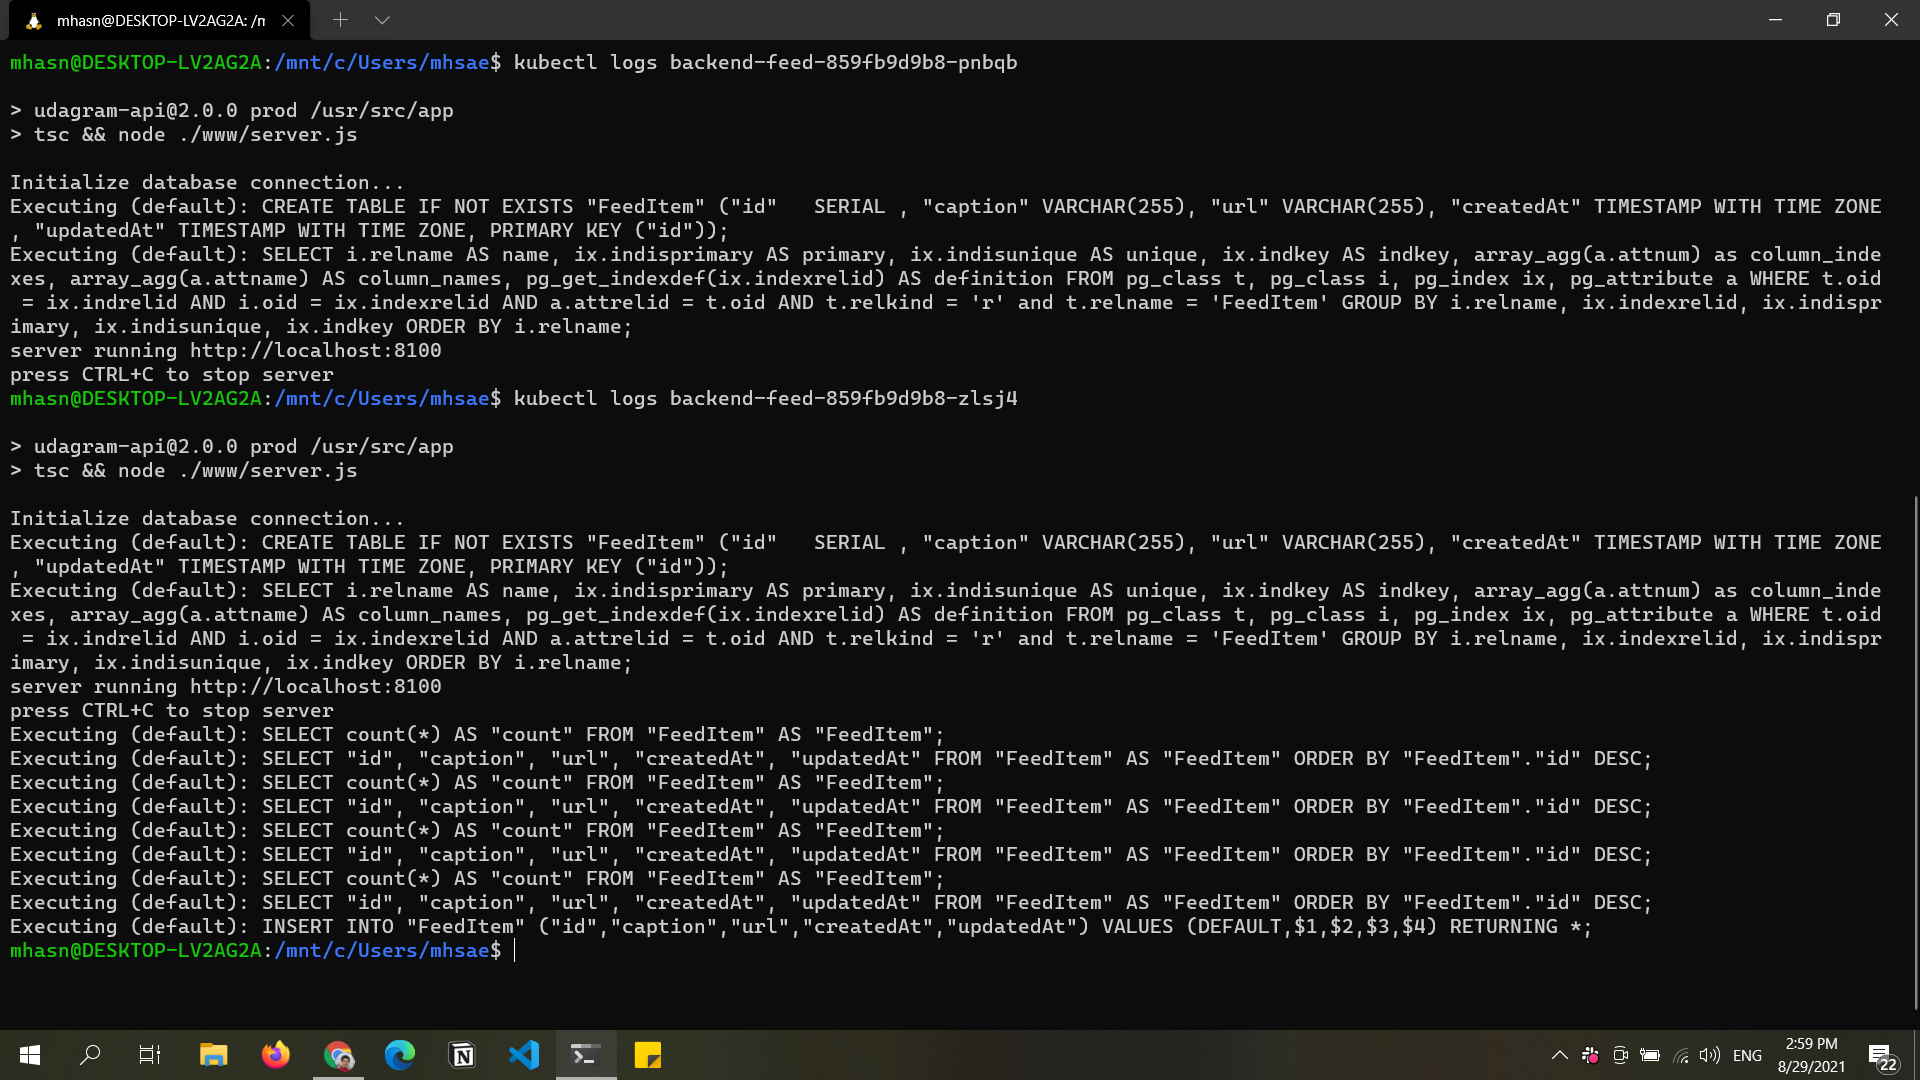 mhasn@DESKTOP-LV2AG2A: /m
mhasn@DESKTOP-LV2AG2A:/mnt/c/Users/mhsae$ kubectl logs backend-feed-859fb9d9b8-pnbqb
> udagram-api@2.0.0 prod /usr/src/app
> tsc && node ./www/server.js
Initialize database connection...
Executing (default): CREATE TABLE IF NOT EXISTS "FeedItem" ("id"   SERIAL , "caption" VARCHAR(255), "url" VARCHAR(255), "createdAt" TIMESTAMP WITH TIME ZONE
, "updatedAt" TIMESTAMP WITH TIME ZONE, PRIMARY KEY ("id"));
Executing (default): SELECT i.relname AS name, ix.indisprimary AS primary, ix.indisunique AS unique, ix.indkey AS indkey, array_agg(a.attnum) as column_inde
xes, array_agg(a.attname) AS column_names, pg_get_indexdef(ix.indexrelid) AS definition FROM pg_class t, pg_class i, pg_index ix, pg_attribute a WHERE t.oid
 = ix.indrelid AND i.oid = ix.indexrelid AND a.attrelid = t.oid AND t.relkind = 'r' and t.relname = 'FeedItem' GROUP BY i.relname, ix.indexrelid, ix.indispr
imary, ix.indisunique, ix.indkey ORDER BY i.relname;
server running http://localhost:8100
press CTRL+C to stop server
mhasn@DESKTOP-LV2AG2A:/mnt/c/Users/mhsae$ kubectl logs backend-feed-859fb9d9b8-zlsj4
> udagram-api@2.0.0 prod /usr/src/app
> tsc && node ./www/server.js
Initialize database connection...
Executing (default): CREATE TABLE IF NOT EXISTS "FeedItem" ("id"   SERIAL , "caption" VARCHAR(255), "url" VARCHAR(255), "createdAt" TIMESTAMP WITH TIME ZONE
, "updatedAt" TIMESTAMP WITH TIME ZONE, PRIMARY KEY ("id"));
Executing (default): SELECT i.relname AS name, ix.indisprimary AS primary, ix.indisunique AS unique, ix.indkey AS indkey, array_agg(a.attnum) as column_inde
xes, array_agg(a.attname) AS column_names, pg_get_indexdef(ix.indexrelid) AS definition FROM pg_class t, pg_class i, pg_index ix, pg_attribute a WHERE t.oid
 = ix.indrelid AND i.oid = ix.indexrelid AND a.attrelid = t.oid AND t.relkind = 'r' and t.relname = 'FeedItem' GROUP BY i.relname, ix.indexrelid, ix.indispr
imary, ix.indisunique, ix.indkey ORDER BY i.relname;
server running http://localhost:8100
press CTRL+C to stop server
Executing (default): SELECT count(*) AS "count" FROM "FeedItem" AS "FeedItem";
Executing (default): SELECT "id", "caption", "url", "createdAt", "updatedAt" FROM "FeedItem" AS "FeedItem" ORDER BY "FeedItem"."id" DESC;
Executing (default): SELECT count(*) AS "count" FROM "FeedItem" AS "FeedItem";
Executing (default): SELECT "id", "caption", "url", "createdAt", "updatedAt" FROM "FeedItem" AS "FeedItem" ORDER BY "FeedItem"."id" DESC;
Executing (default): SELECT count(*) AS "count" FROM "FeedItem" AS "FeedItem";
Executing (default): SELECT "id", "caption", "url", "createdAt", "updatedAt" FROM "FeedItem" AS "FeedItem" ORDER BY "FeedItem"."id" DESC;
Executing (default): SELECT count(*) AS "count" FROM "FeedItem" AS "FeedItem";
Executing (default): SELECT "id", "caption", "url", "createdAt", "updatedAt" FROM "FeedItem" AS "FeedItem" ORDER BY "FeedItem"."id" DESC;
Executing (default): INSERT INTO "FeedItem" ("id","caption","url","createdAt","updatedAt") VALUES (DEFAULT,$1,$2,$3,$4) RETURNING *;
mhasn@DESKTOP-LV2AG2A:/mnt/c/Users/mhsae$
ENG
2:59 PM
8/29/2021
22